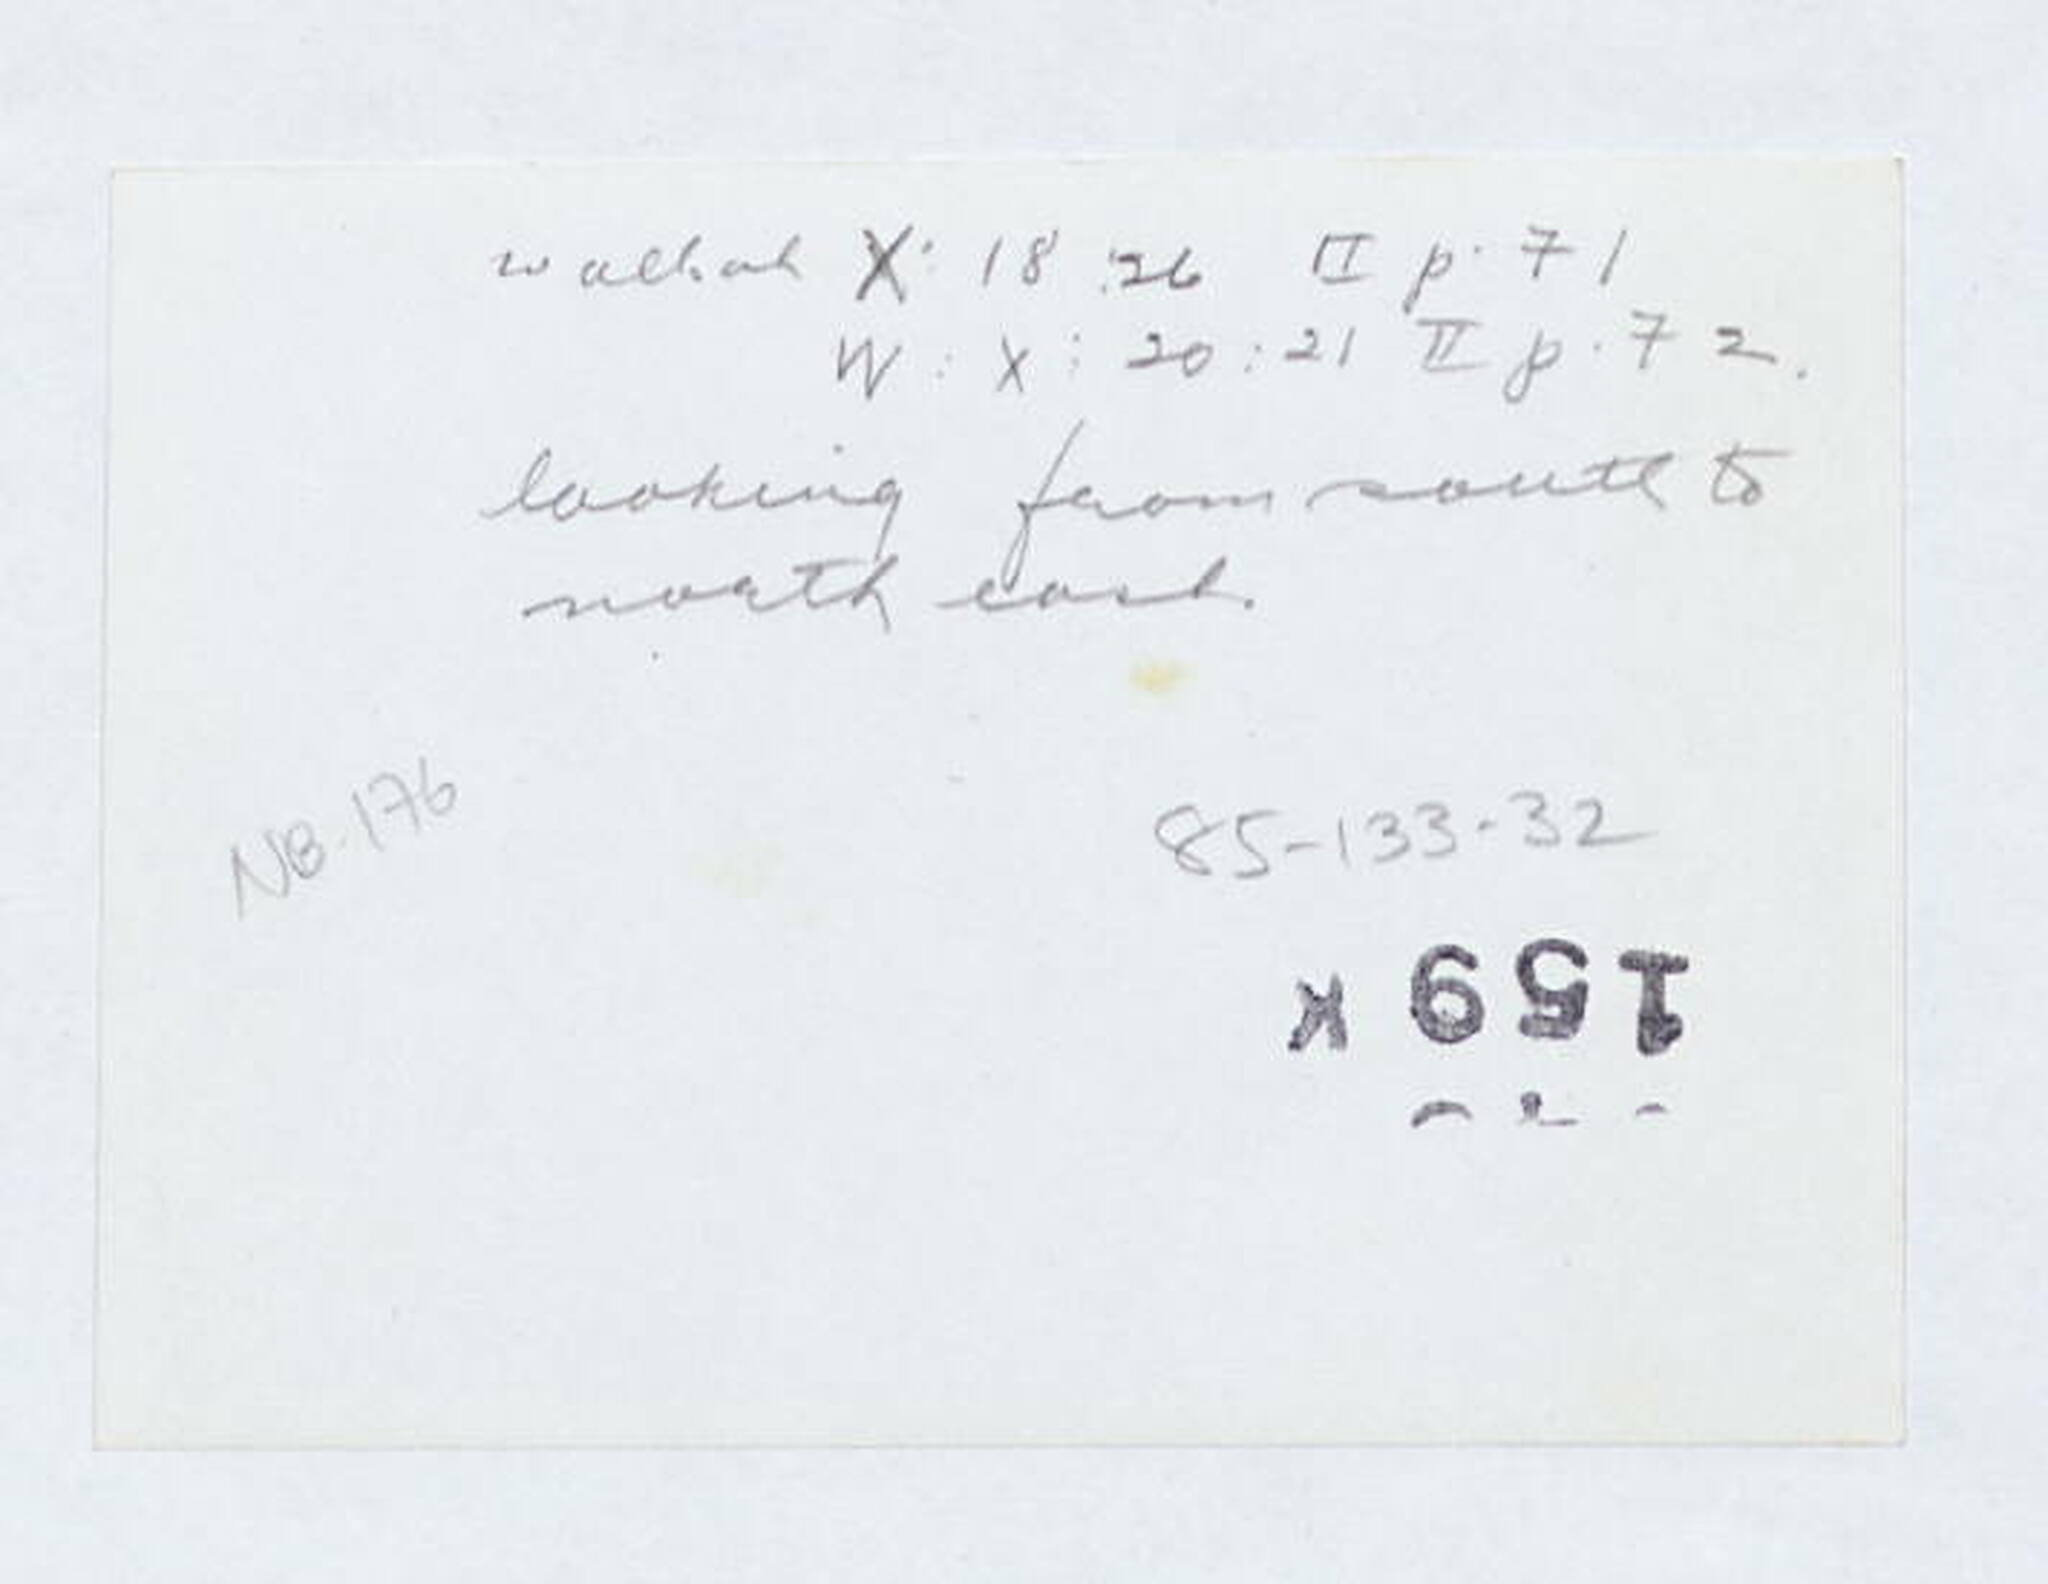 X: 18:26 II p. 71
W: X: 20:21 II p. 72.
looking from south to
north east.
NB-176
85-133-32
159 K